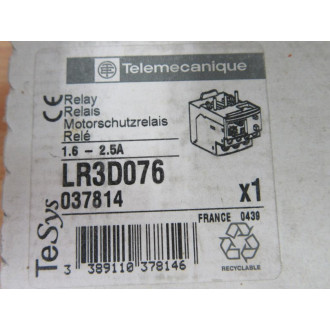 Telemecanique
CE
Relay
Relais
Motorschutzrelais
Relé
1.6 - 2.5A
LR3D076
037814
x1
FRANCE 0439
TeSys
3 389110 378146
RECYCLABLE